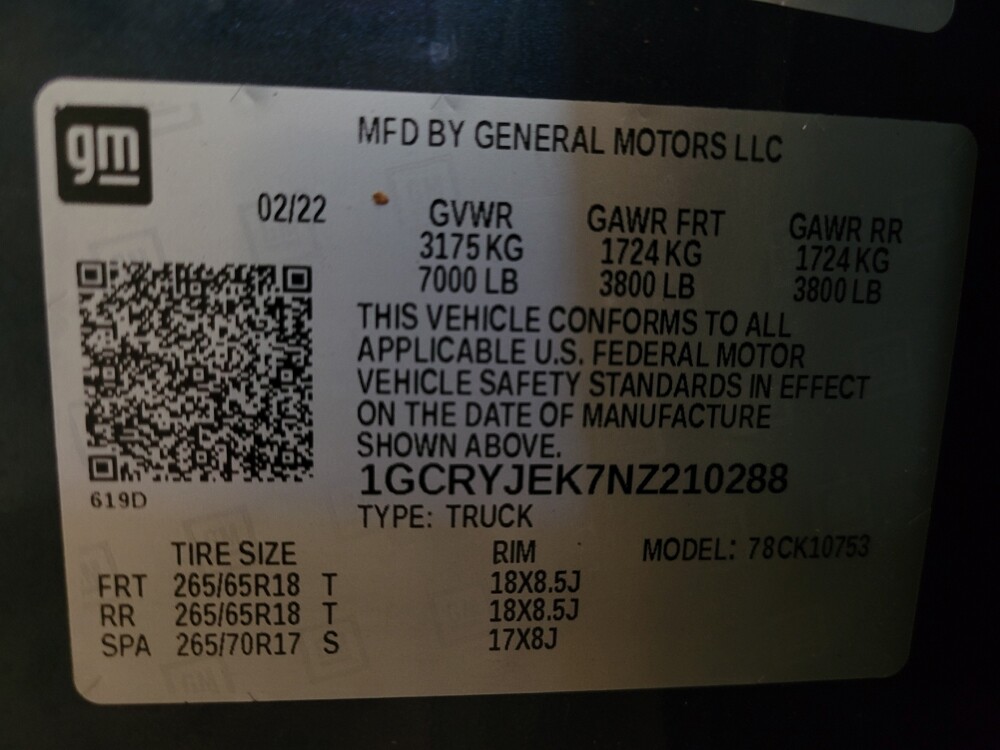 gm
MFD BY GENERAL MOTORS LLC
02/22
GVWR GAWR FRT GAWR RR
3175 KG 1724 KG 1724 KG
7000 LB 3800 LB 3800 LB
THIS VEHICLE CONFORMS TO ALL
APPLICABLE U.S. FEDERAL MOTOR
VEHICLE SAFETY STANDARDS IN EFFECT
ON THE DATE OF MANUFACTURE
SHOWN ABOVE.
1GCRYJEK7NZ210288
619D
TYPE: TRUCK
TIRE SIZE RIM MODEL: 78CK10753
FRT 265/65R18 T 18X8.5J
RR 265/65R18 T 18X8.5J
SPA 265/70R17 S 17X8J
GM